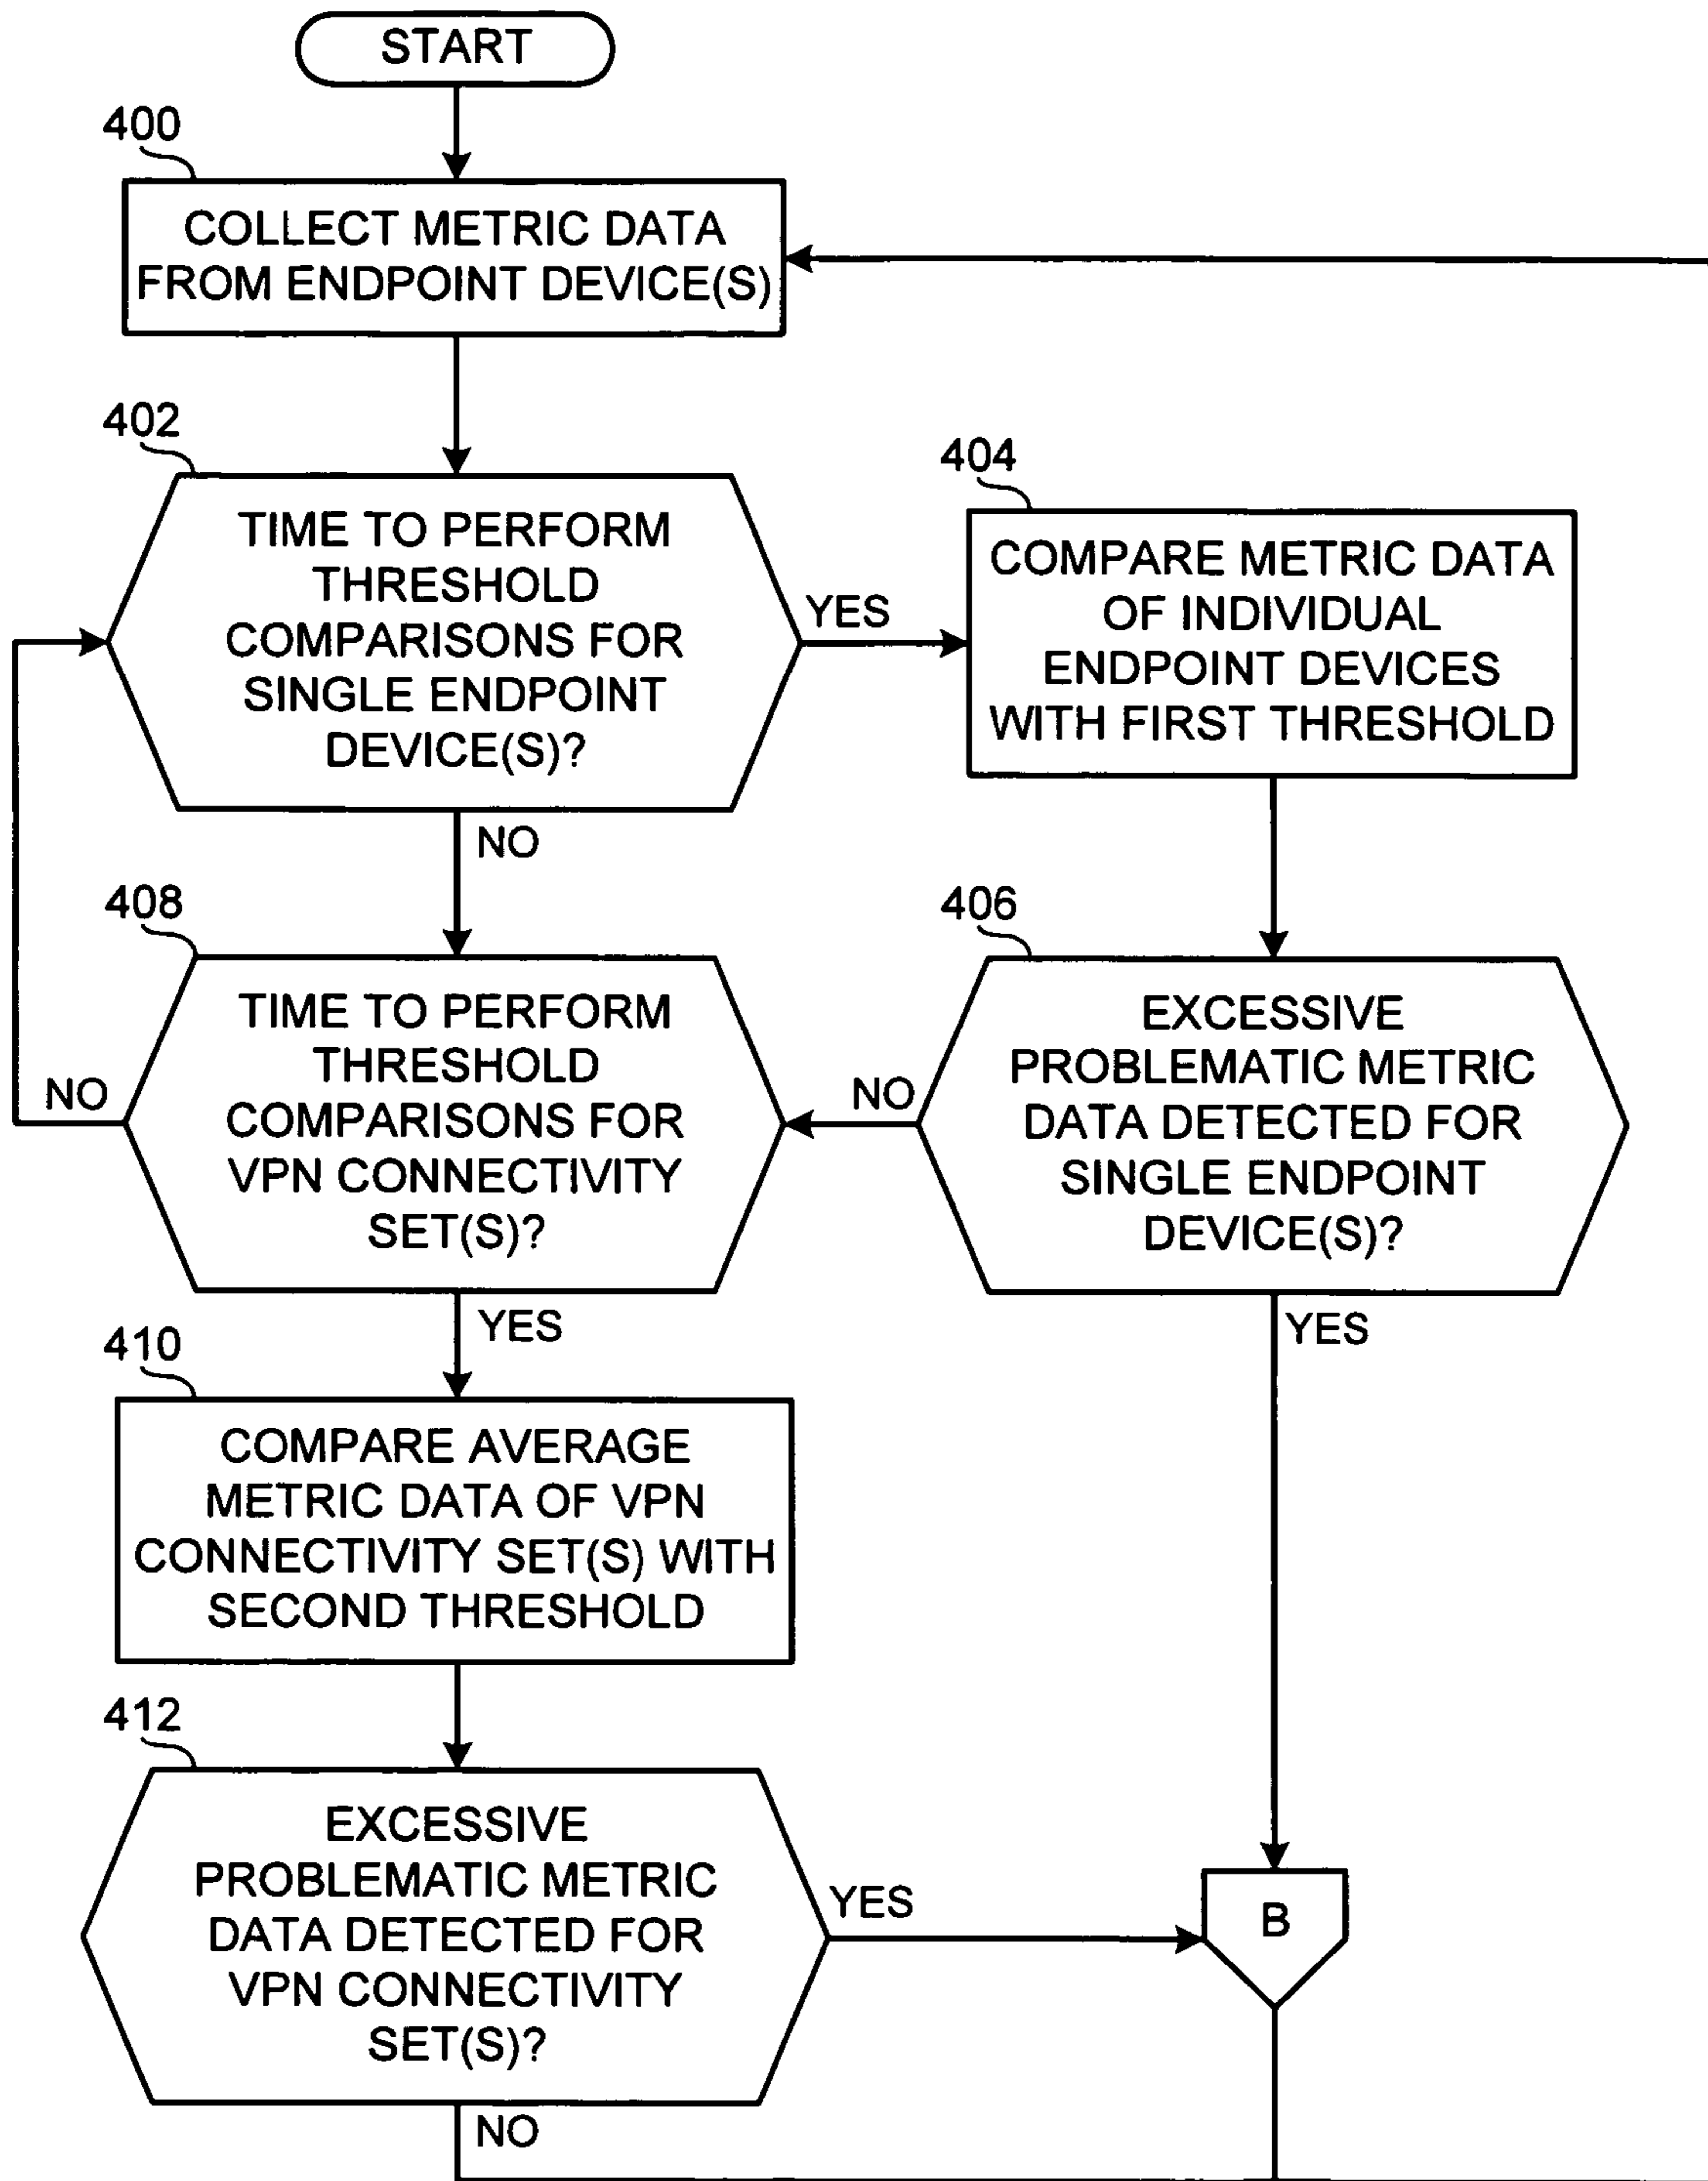 START
400
COLLECT METRIC DATA
FROM ENDPOINT DEVICE(S)
402
TIME TO PERFORM
THRESHOLD
COMPARISONS FOR
SINGLE ENDPOINT
DEVICE(S)?
YES
NO
404
COMPARE METRIC DATA
OF INDIVIDUAL
ENDPOINT DEVICES
WITH FIRST THRESHOLD
408
TIME TO PERFORM
THRESHOLD
COMPARISONS FOR
VPN CONNECTIVITY
SET(S)?
NO
YES
406
EXCESSIVE
PROBLEMATIC METRIC
DATA DETECTED FOR
SINGLE ENDPOINT
DEVICE(S)?
NO
YES
410
COMPARE AVERAGE
METRIC DATA OF VPN
CONNECTIVITY SET(S) WITH
SECOND THRESHOLD
412
EXCESSIVE
PROBLEMATIC METRIC
DATA DETECTED FOR
VPN CONNECTIVITY
SET(S)?
YES
NO
B